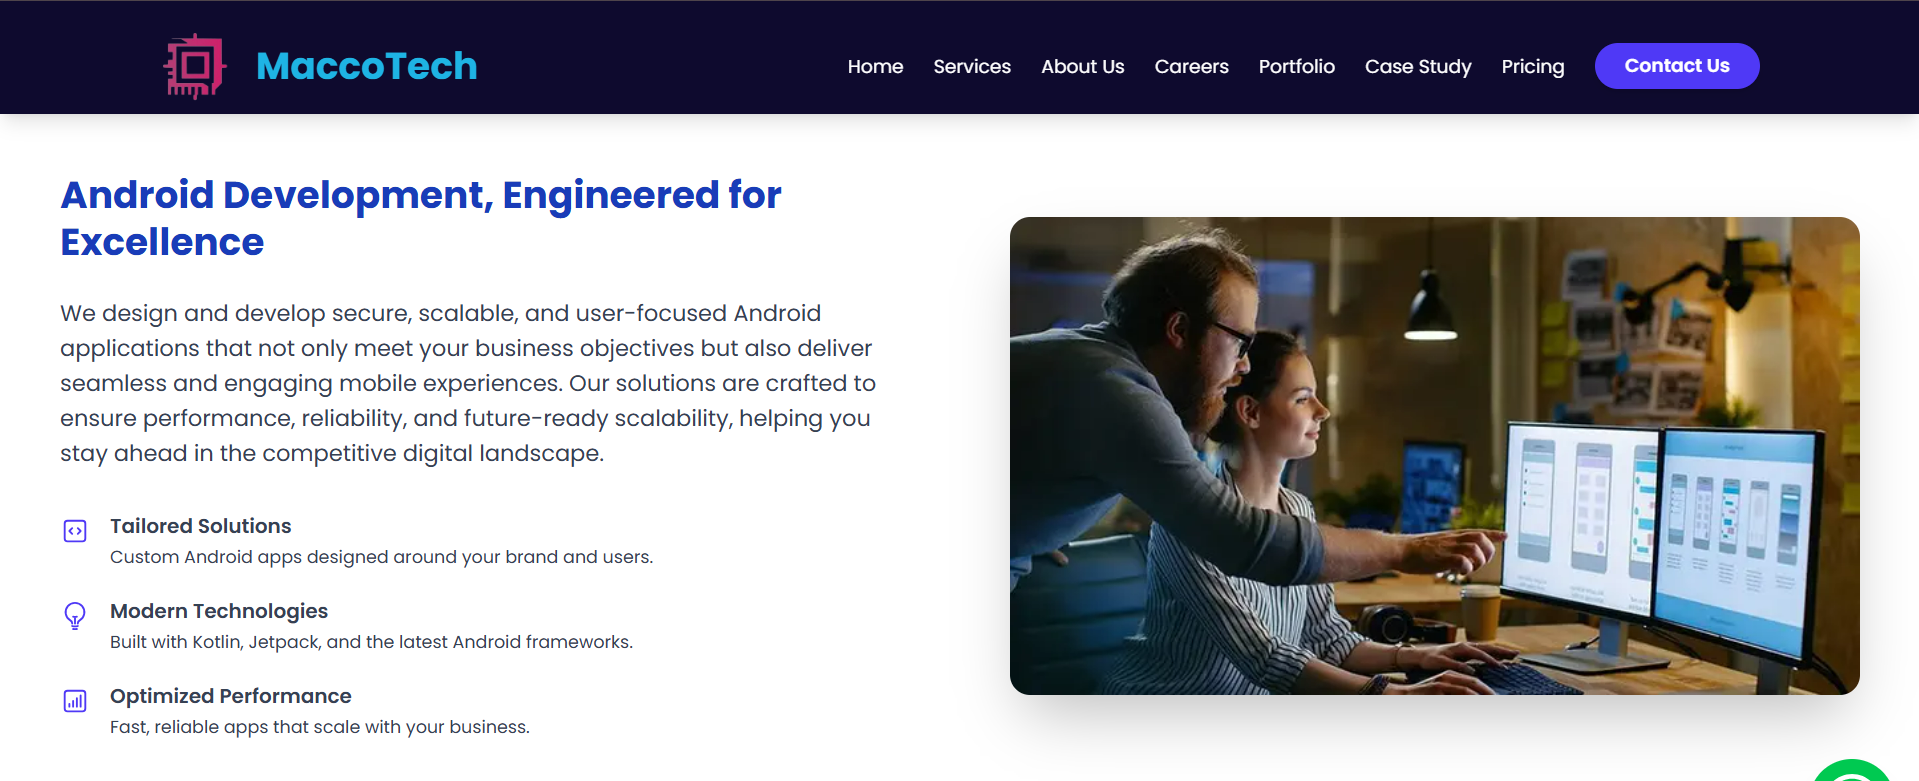 MaccoTech
Home Services About Us Careers Portfolio Case Study Pricing Contact Us
Android Development, Engineered for
Excellence
We design and develop secure, scalable, and user-focused Android
applications that not only meet your business objectives but also deliver
seamless and engaging mobile experiences. Our solutions are crafted to
ensure performance, reliability, and future-ready scalability, helping you
stay ahead in the competitive digital landscape.
Tailored Solutions
Custom Android apps designed around your brand and users.
Modern Technologies
Built with Kotlin, Jetpack, and the latest Android frameworks.
Optimized Performance
Fast, reliable apps that scale with your business.